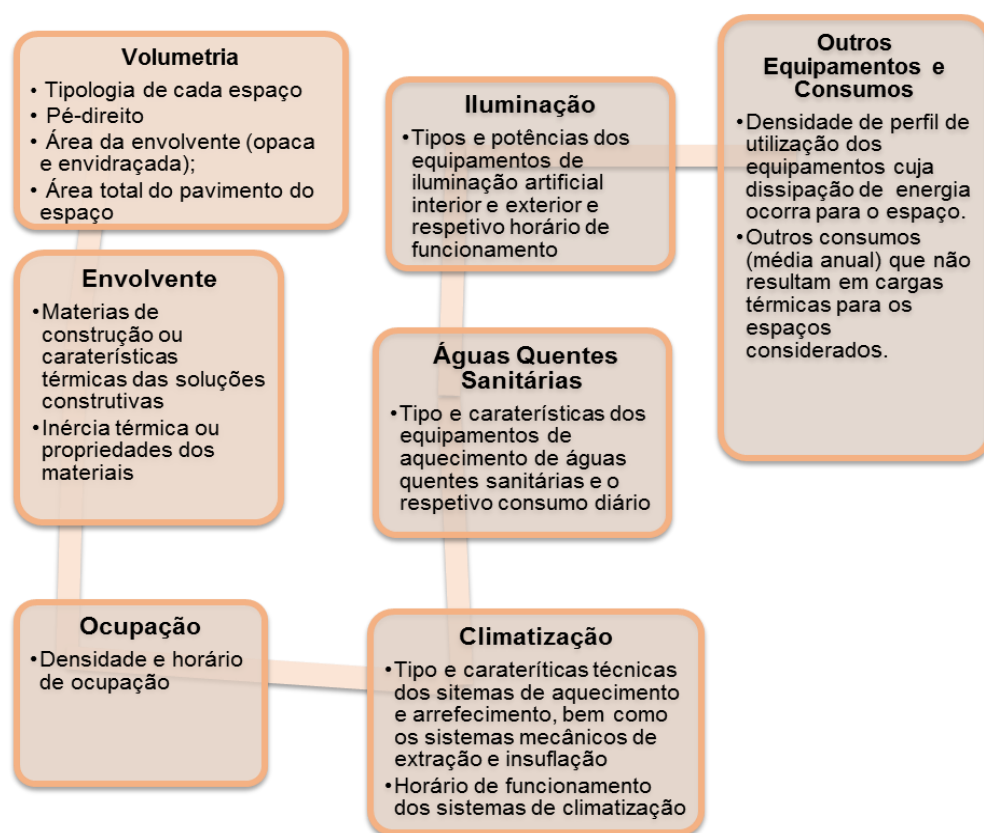 Volumetria
• Tipologia de cada espaço
• Pé-direito
• Área da envolvente (opaca
e envidraçada);
• Área total do pavimento do
espaço
Envolvente
•Materias de
construção ou
caraterísticas
térmicas das soluções
construtivas
•Inércia térmica ou
propriedades dos
materiais
Ocupação
•Densidade e horário
de ocupação
Climatização
•Tipo e carateríticas técnicas
dos sitemas de aquecimento
e arrefecimento, bem como
os sistemas mecânicos de
extração e insuflação
•Horário de funcionamento
dos sistemas de climatização
Águas Quentes
Sanitárias
•Tipo e caraterísticas dos
equipamentos de
aquecimento de águas
quentes sanitárias e o
respetivo consumo diário
Iluminação
•Tipos e potências dos
equipamentos de
iluminação artificial
interior e exterior e
respetivo horário de
funcionamento
Outros
Equipamentos e
Consumos
•Densidade de perfil de
utilização dos
equipamentos cuja
dissipação de energia
ocorra para o espaço.
•Outros consumos
(média anual) que não
resultam em cargas
térmicas para os
espaços
considerados.